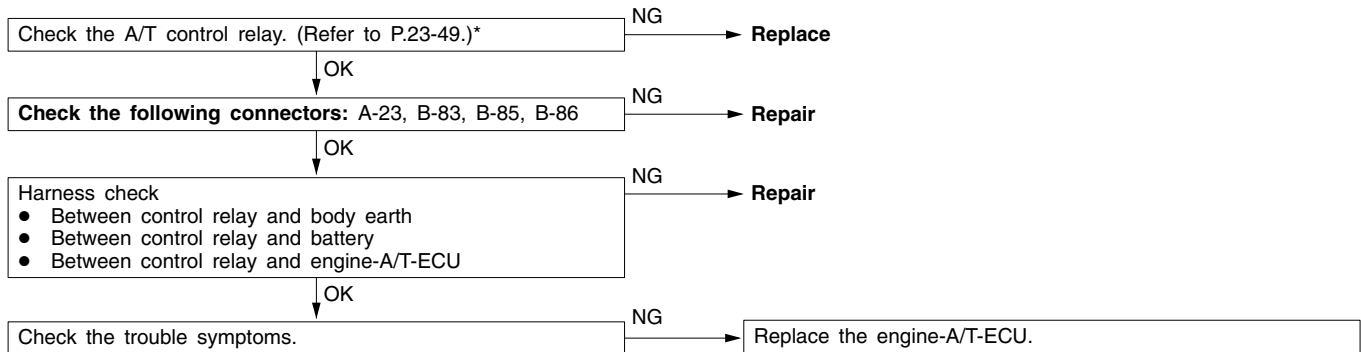 Check the A/T control relay. (Refer to P.23-49.)*
NG
Replace
OK
Check the following connectors: A-23, B-83, B-85, B-86
NG
Repair
OK
Harness check
NG
Repair
● Between control relay and body earth
● Between control relay and battery
● Between control relay and engine-A/T-ECU
OK
Check the trouble symptoms.
NG
Replace the engine-A/T-ECU.